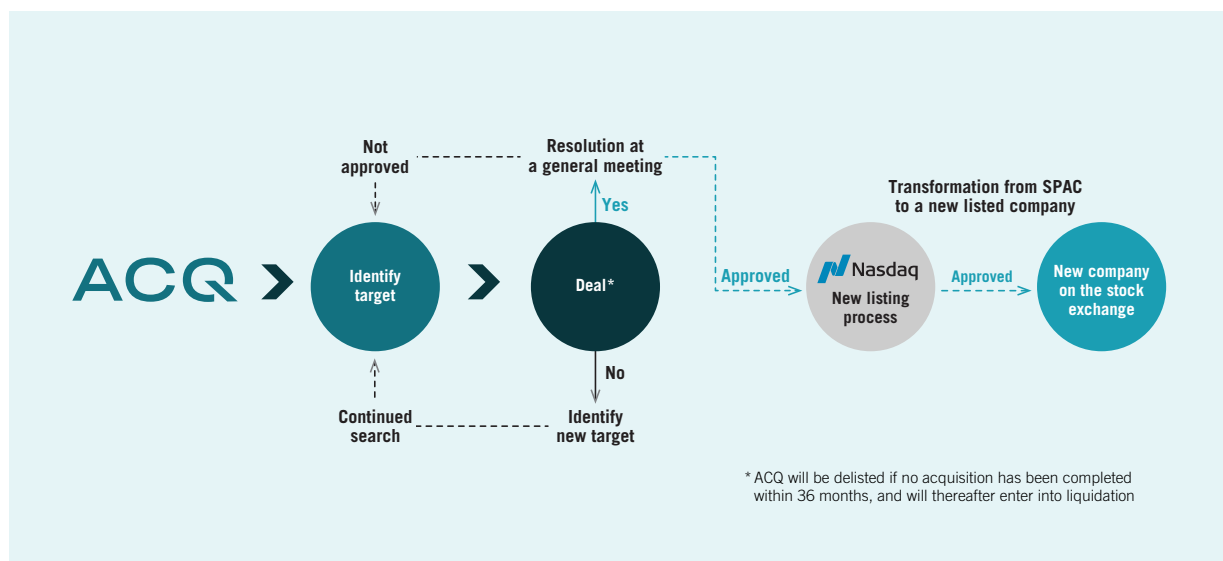 ACQ
Identify
target
Not
approved
Continued
search
Deal*
Yes
Resolution at
a general meeting
No
Identify
new target
Approved
Nasdaq
New listing
process
Approved
Transformation from SPAC
to a new listed company
New company
on the stock
exchange
* ACQ will be delisted if no acquisition has been completed
within 36 months, and will thereafter enter into liquidation